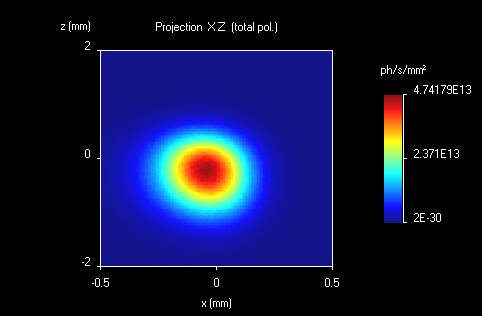 z (mm)
Projection XZ (total pol.)
2
0
-2
-0.5
0
0.5
x (mm)
ph/s/mm²
4.74179E13
2.371E13
2E-30